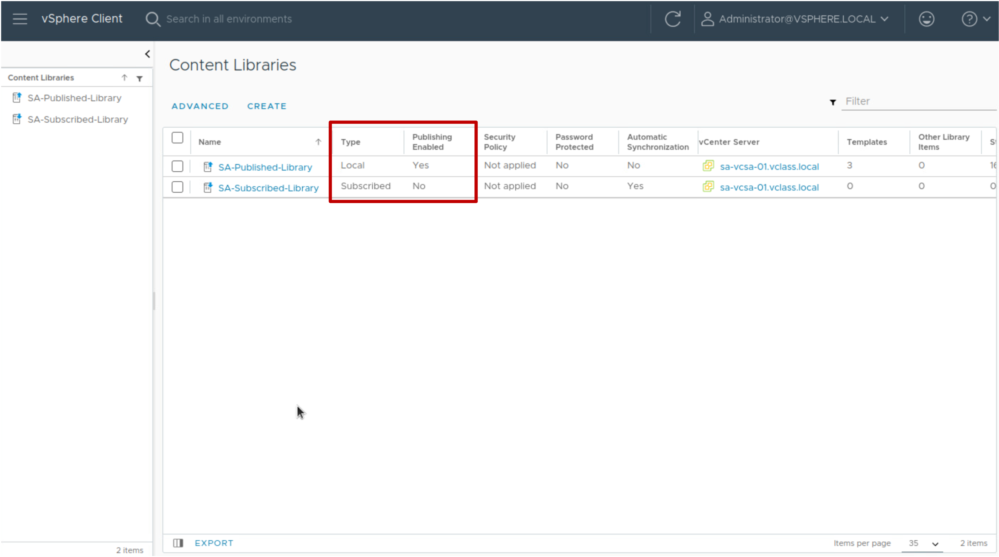 vSphere Client
Search in all environments
Administrator@VSPHERE.LOCAL
Content Libraries
SA-Published-Library
SA-Subscribed-Library
2 items
Content Libraries
ADVANCED CREATE
Filter
Name Type Publishing Enabled Security Policy Password Protected Automatic Synchronization vCenter Server Templates Other Library Items
SA-Published-Library Local Yes Not applied No No sa-vcsa-01.vclass.local 3 0
SA-Subscribed-Library Subscribed No Not applied No Yes sa-vcsa-01.vclass.local 0 0 0
EXPORT
Items per page 35 2 items